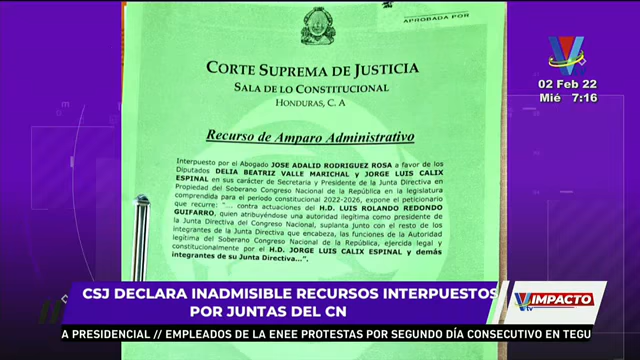 APROBADA POR
CORTE SUPREMA DE JUSTICIA
SALA DE LO CONSTITUCIONAL
HONDURAS, C. A
Recurso de Amparo Administrativo
Interpuesto por el Abogado JOSE ADALID RODRIGUEZ ROSA a favor de los
Diputados DELIA BEATRIZ VALLE MARICHAL y JORGE LUIS CALIX
ESPINAL en sus carácter de Secretaria y Presidente de la Junta Directiva en
Propiedad del Soberano Congreso Nacional de la República en la legislatura
comprendida para el periodo constitucional 2022-2026, expone el peticionario
que recurre: ".... contra actuaciones del H.D. LUIS ROLANDO REDONDO
GUIFARRO, quien atribuyéndose una autoridad ilegítima como presidente de
la Junta Directiva del Congreso Nacional, suplanta junto con el resto de los
integrantes de la Junta Directiva que encabeza, las funciones de la Autoridad
legítima del Soberano Congreso Nacional de la República, ejercida legal y
constitucionalmente por el H.D. JORGE LUIS CALIX ESPINAL y demás
integrantes de su Junta Directiva...".
V tv
02 Feb 22
Mié 7:16
CSJ DECLARA INADMISIBLE RECURSOS INTERPUESTOS
POR JUNTAS DEL CN
V tv IMPACTO
A PRESIDENCIAL // EMPLEADOS DE LA ENEE PROTESTAS POR SEGUNDO DÍA CONSECUTIVO EN TEGU